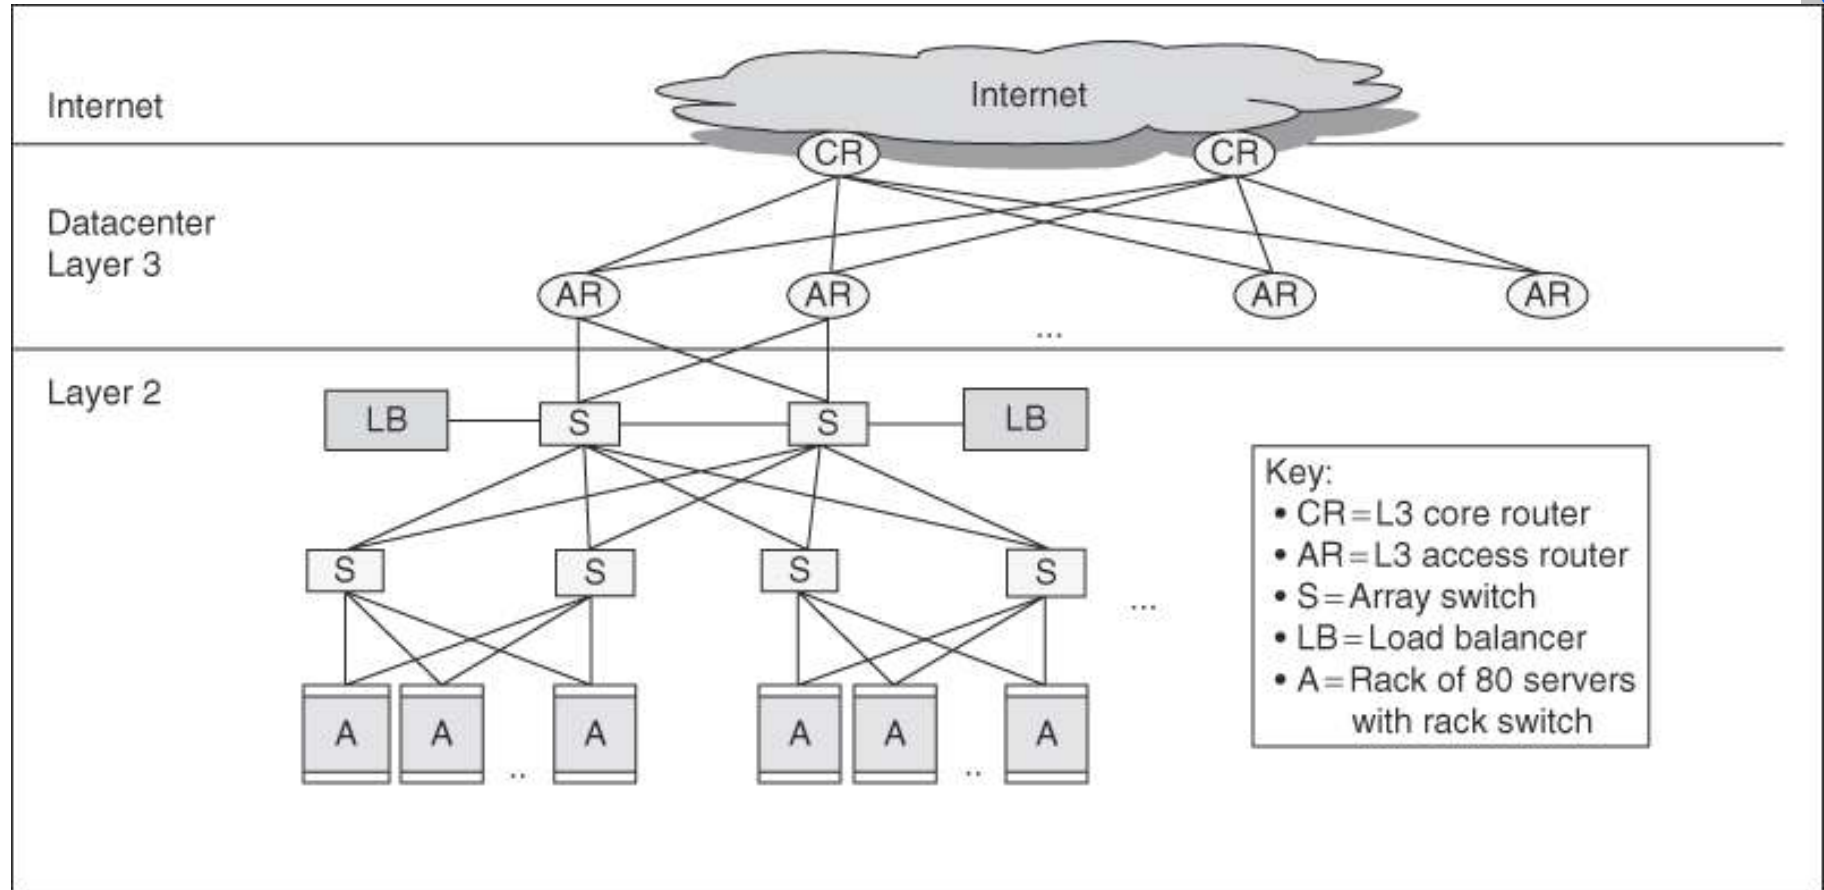 Internet
Internet
CR CR
Datacenter
Layer 3
AR AR AR AR
...
Layer 2
LB S S LB
S S S S ...
A A .. A A A .. A
Key:
• CR=L3 core router
• AR=L3 access router
• S=Array switch
• LB=Load balancer
• A=Rack of 80 servers
with rack switch